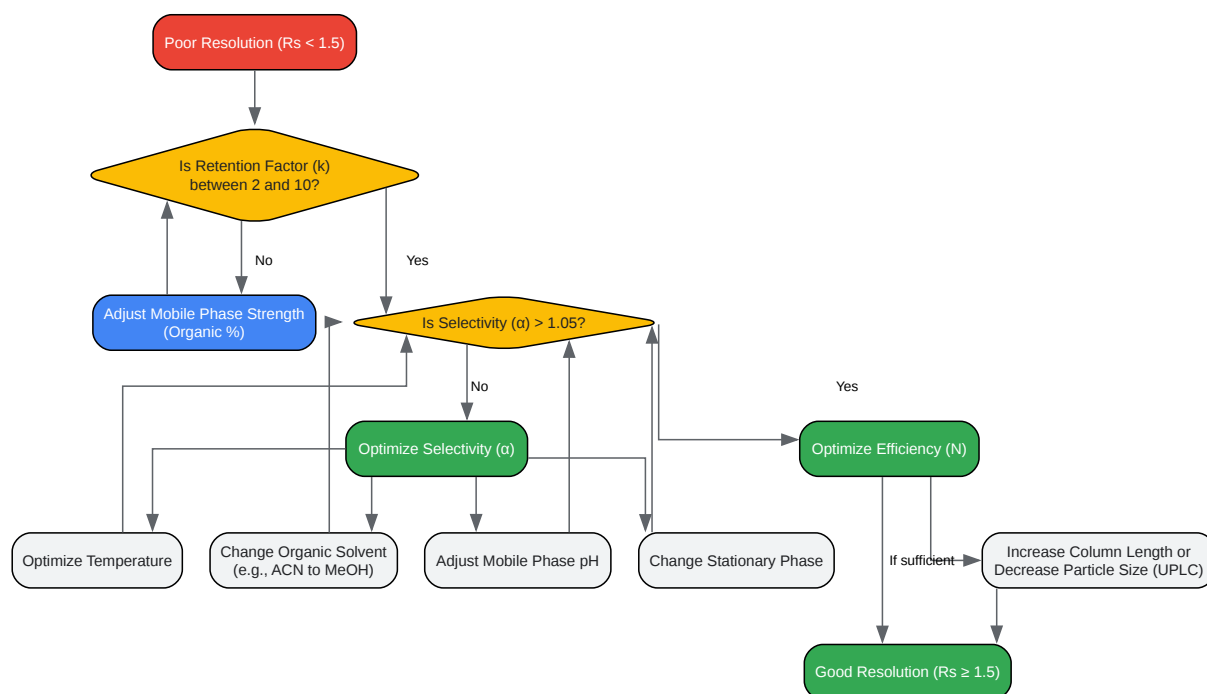 Poor Resolution (Rs < 1.5)
Is Retention Factor (k)
between 2 and 10?
No
Yes
Adjust Mobile Phase Strength
(Organic %)
Is Selectivity (α) > 1.05?
No
Yes
Optimize Selectivity (α)
Optimize Efficiency (N)
Optimize Temperature
Change Organic Solvent
(e.g., ACN to MeOH)
Adjust Mobile Phase pH
Change Stationary Phase
If sufficient
Increase Column Length or
Decrease Particle Size (UPLC)
Good Resolution (Rs ≥ 1.5)